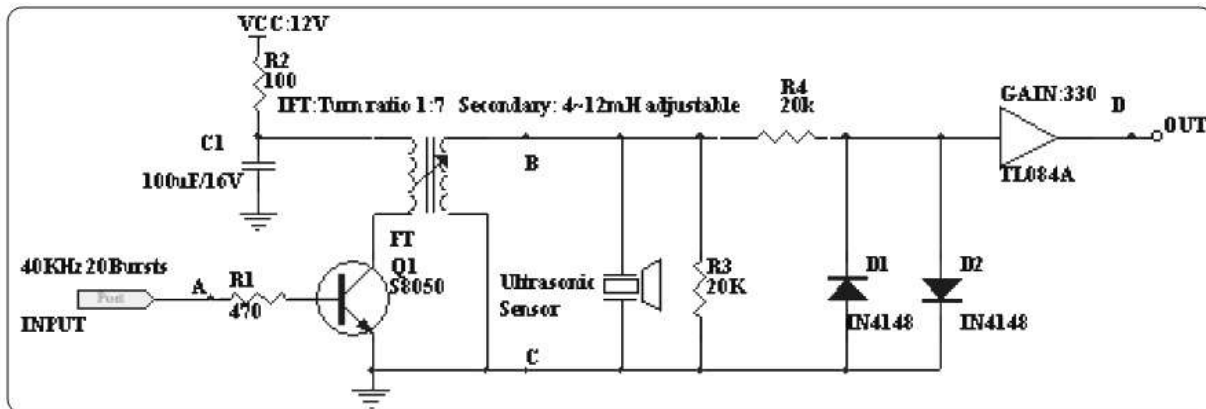 VCC:12V
R2
100
IFT:Turn ratio 1:7 Secondary: 4~12mH adjustable
R4
20k
GAIN:330
D
OUT
TL084A
C1
100uF/16V
B
FT
Q1
S8050
40KHz 20Bursts
A
R1
470
Port
INPUT
Ultrasonic
Sensor
R3
20K
D1
IN4148
D2
IN4148
C